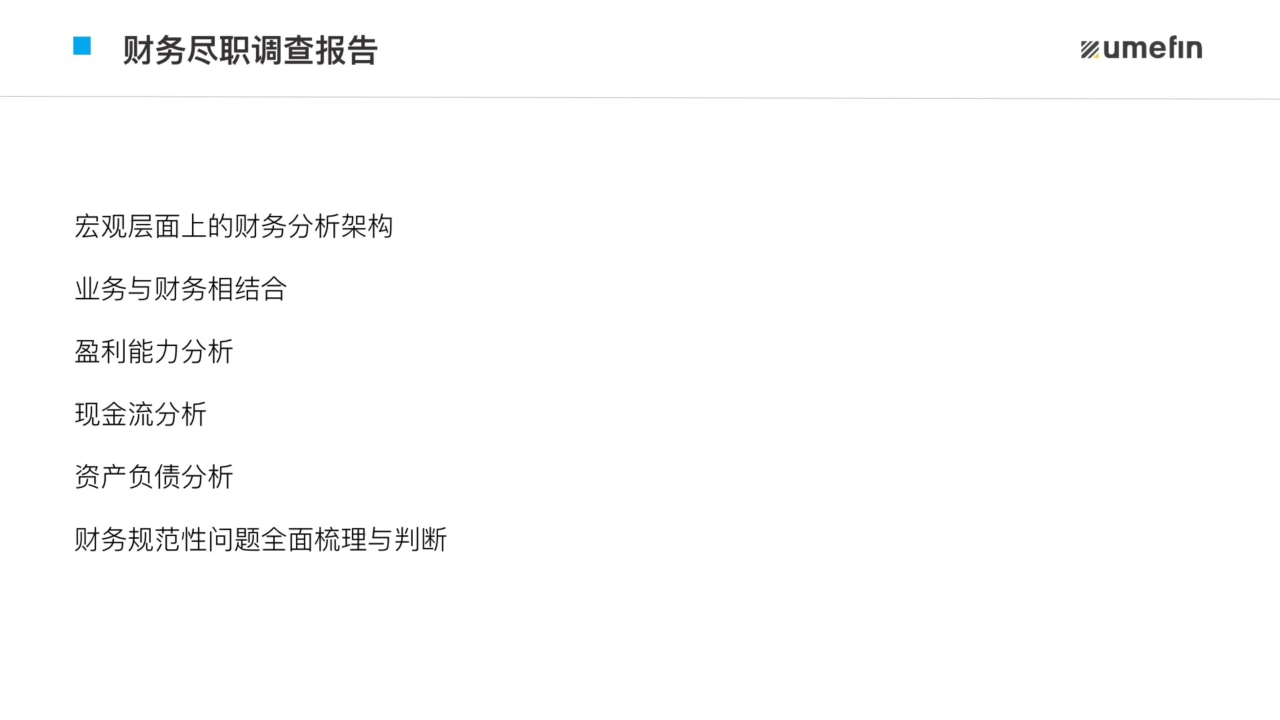 财务尽职调查报告
umefin
宏观层面上的财务分析架构
业务与财务相结合
盈利能力分析
现金流分析
资产负债分析
财务规范性问题全面梳理与判断